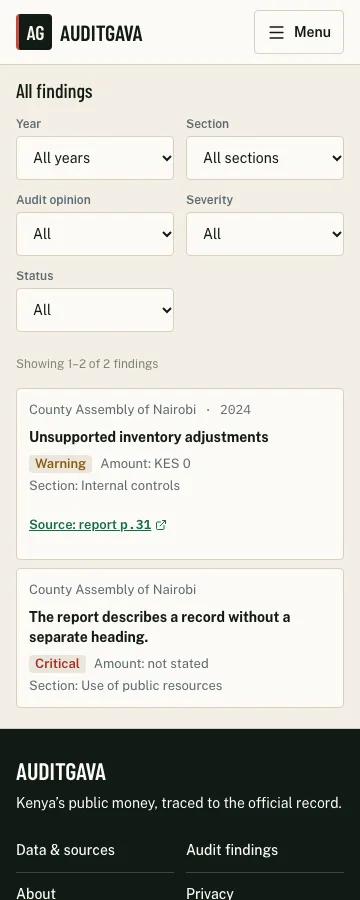 AG AUDITGAVA
Menu
All findings
Year
Section
All years
All sections
Audit opinion
Severity
All
All
Status
All
Showing 1–2 of 2 findings
County Assembly of Nairobi · 2024
Unsupported inventory adjustments
Warning Amount: KES 0
Section: Internal controls
Source: report p.31
County Assembly of Nairobi
The report describes a record without a
separate heading.
Critical Amount: not stated
Section: Use of public resources
AUDITGAVA
Kenya’s public money, traced to the official record.
Data & sources
Audit findings
About
Privacy